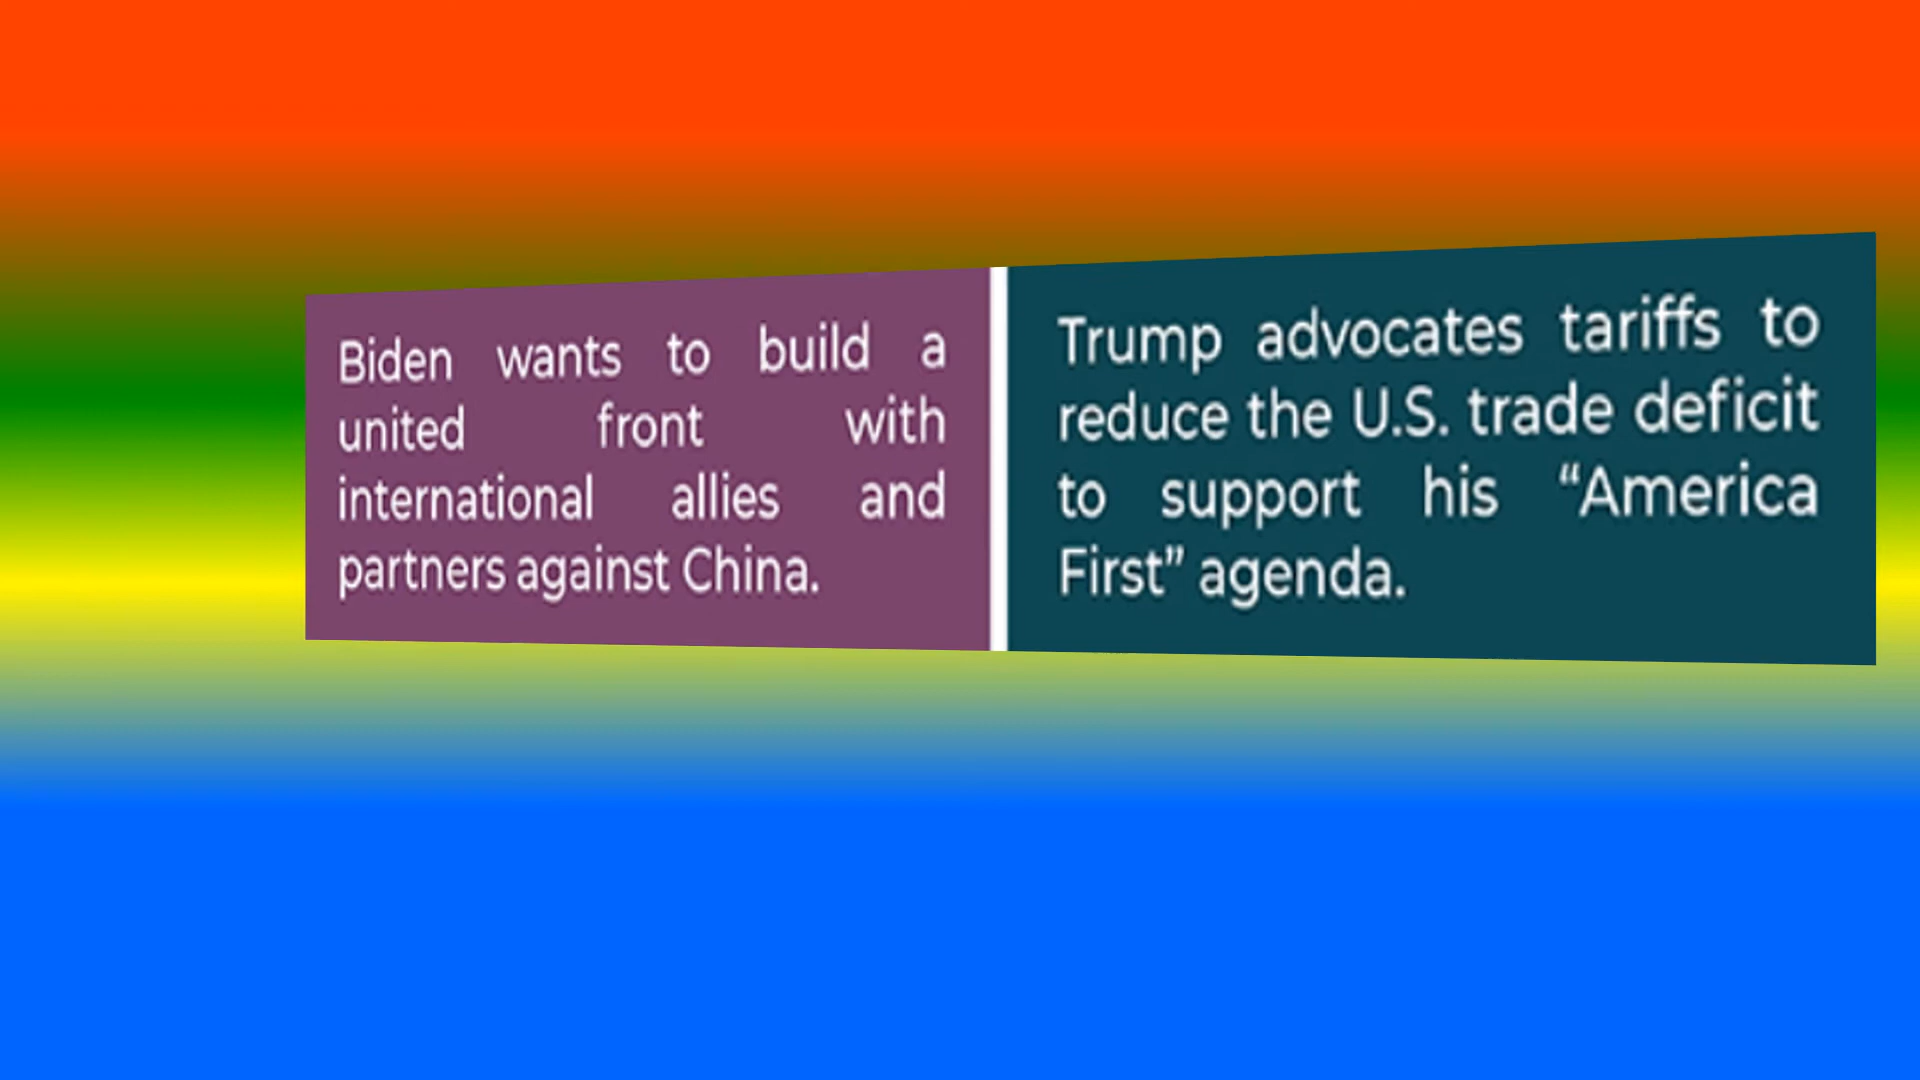 Biden wants to build a
united front with
international allies and
partners against China.
Trump advocates tariffs to
reduce the U.S. trade deficit
to support his “America
First” agenda.